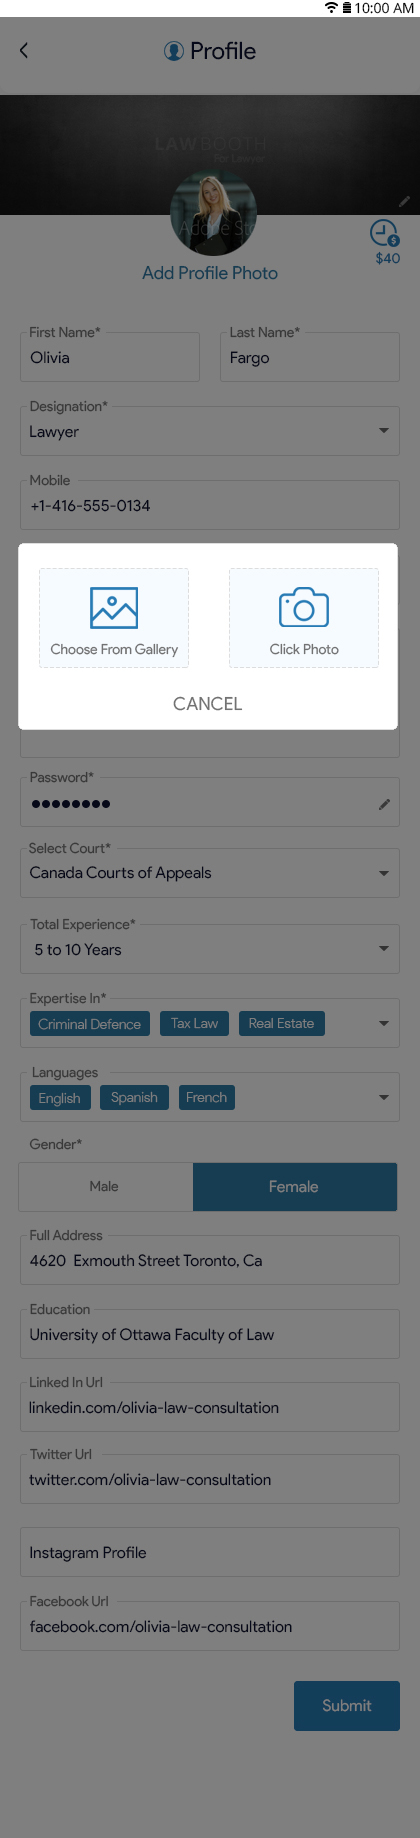 10:00 AM
Profile
LAWBOOTH
For Lawyer
Adobe St
$40
Add Profile Photo
First Name*
Last Name*
Olivia
Fargo
Designation*
Lawyer
Mobile
+1-416-555-0134
Choose From Gallery
Click Photo
CANCEL
Password*
Select Court*
Canada Courts of Appeals
Total Experience*
5 to 10 Years
Expertise In*
Criminal Defence Tax Law Real Estate
Languages
English Spanish French
Gender*
Male Female
Full Address
4620 Exmouth Street Toronto, Ca
Education
University of Ottawa Faculty of Law
Linked In Url
linkedin.com/olivia-law-consultation
Twitter Url
twitter.com/olivia-law-consultation
Instagram Profile
Facebook Url
facebook.com/olivia-law-consultation
Submit